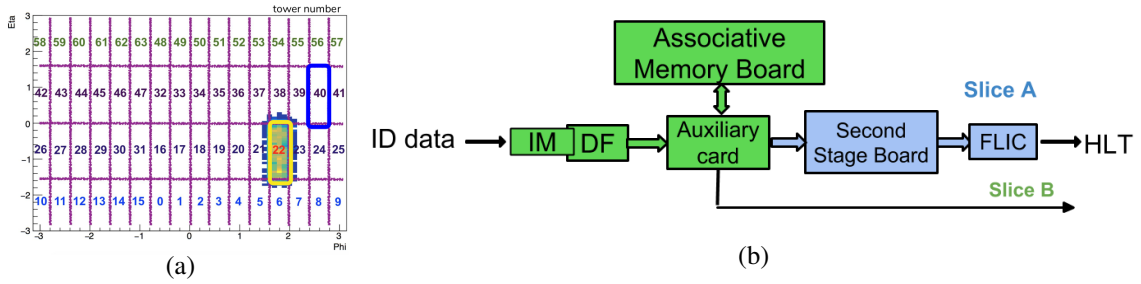 tower number
Eta
3
58 59 60 61 62 63 48 49 50 51 52 53 54 55 56 57
2
42 43 44 45 46 47 32 33 34 35 36 37 38 39 40 41
1
0
26 27 28 29 30 31 16 17 18 19 20 21 22 23 24 25
−1
10 11 12 13 14 15 0 1 2 3 4 5 6 7 8 9
−2
−3
−3 −2 −1 0 1 2 3
Phi
(a)
Associative
Memory Board
Slice A
ID data
IM
DF
Auxiliary
card
Second
Stage Board
FLIC
HLT
Slice B
(b)